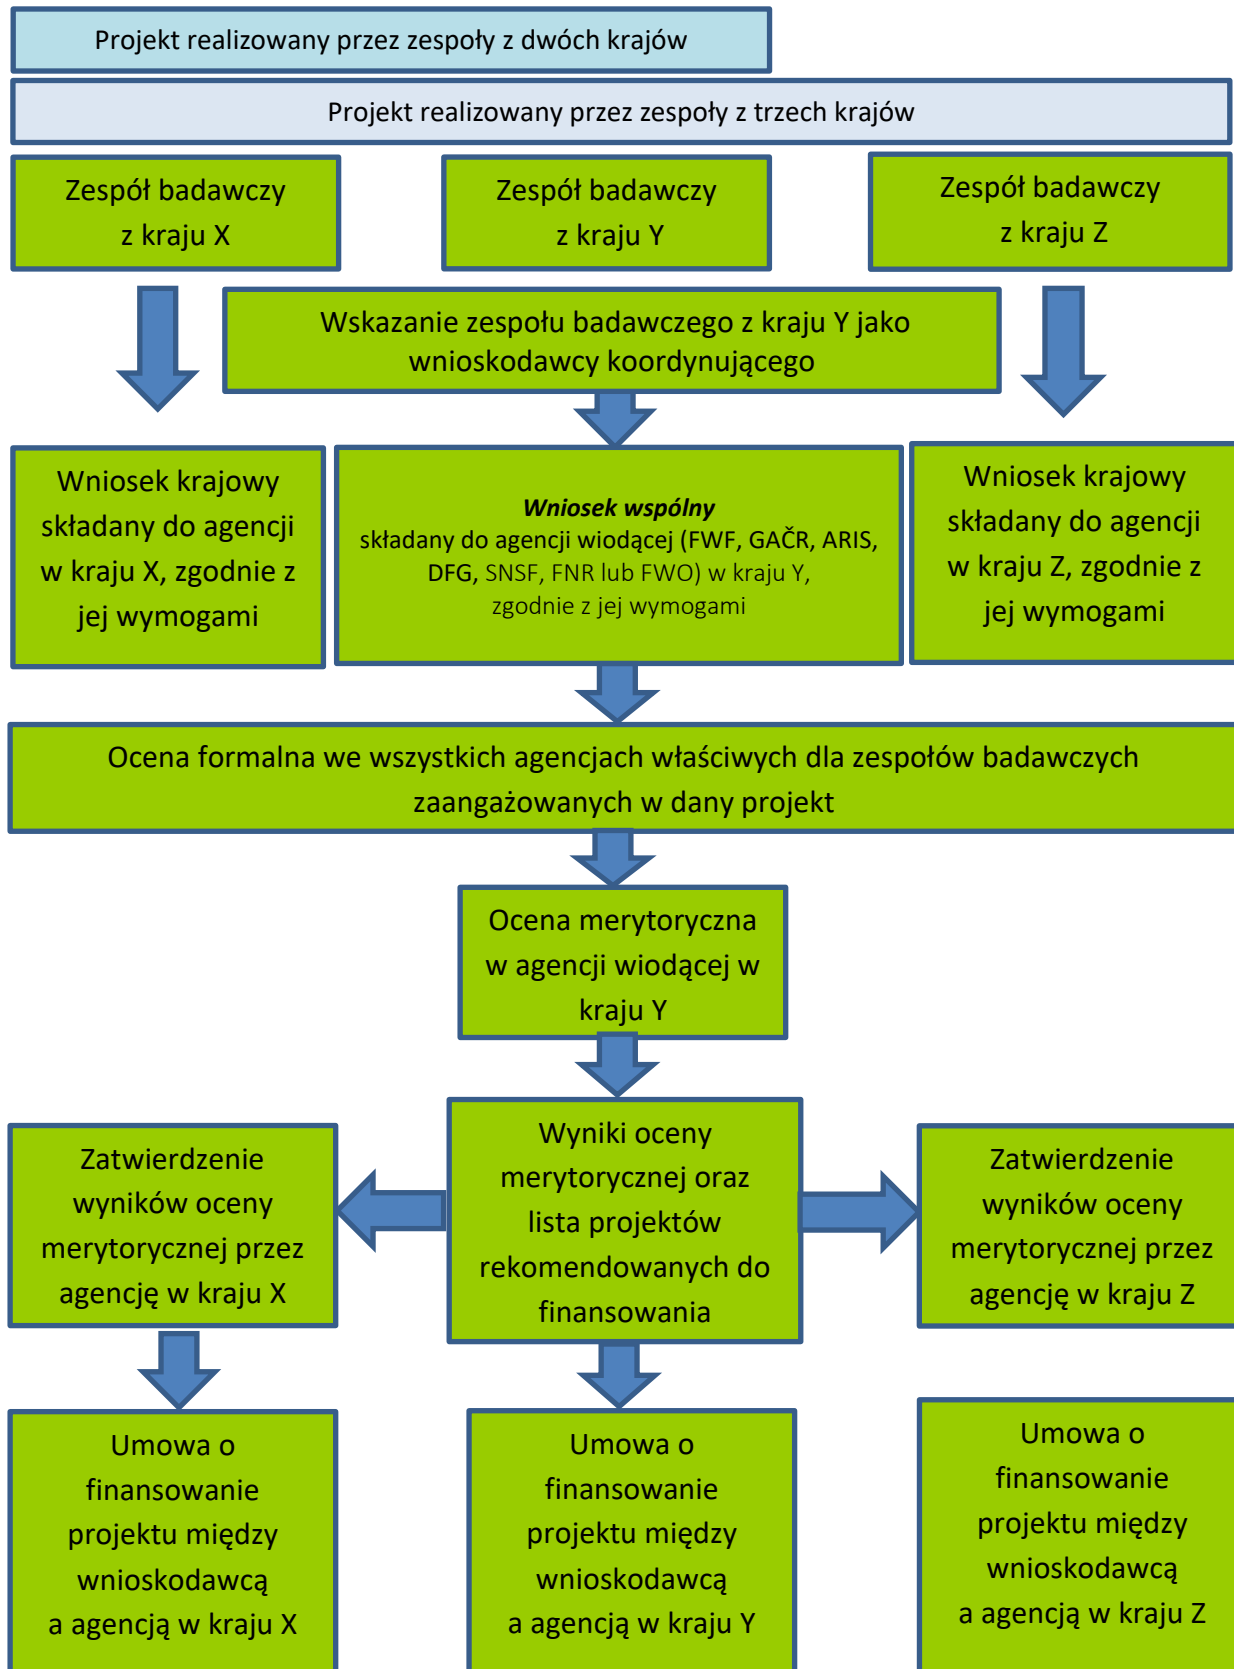 Projekt realizowany przez zespoły z dwóch krajów
Projekt realizowany przez zespoły z trzech krajów
Zespół badawczy
z kraju X
Zespół badawczy
z kraju Y
Zespół badawczy
z kraju Z
Wskazanie zespołu badawczego z kraju Y jako
wnioskodawcy koordynującego
Wniosek krajowy
składany do agencji
w kraju X, zgodnie z
jej wymogami
Wniosek wspólny
składany do agencji wiodącej (FWF, GAČR, ARIS,
DFG, SNSF, FNR lub FWO) w kraju Y,
zgodnie z jej wymogami
Wniosek krajowy
składany do agencji
w kraju Z, zgodnie z
jej wymogami
Ocena formalna we wszystkich agencjach właściwych dla zespołów badawczych
zaangażowanych w dany projekt
Ocena merytoryczna
w agencji wiodącej w
kraju Y
Zatwierdzenie
wyników oceny
merytorycznej przez
agencję w kraju X
Wyniki oceny
merytorycznej oraz
lista projektów
rekomendowanych do
finansowania
Zatwierdzenie
wyników oceny
merytorycznej przez
agencję w kraju Z
Umowa o
finansowanie
projektu między
wnioskodawcą
a agencją w kraju X
Umowa o
finansowanie
projektu między
wnioskodawcą
a agencją w kraju Y
Umowa o
finansowanie
projektu między
wnioskodawcą
a agencją w kraju Z